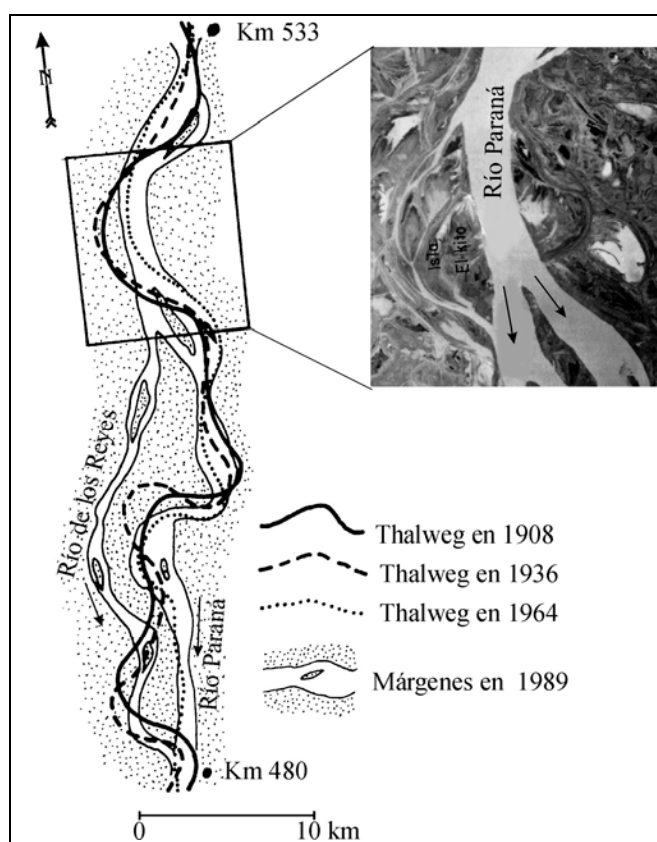 Km 533
N
Río Paraná
Isla
El kilo
Río de los Reyes
Río Paraná
Thalweg en 1908
Thalweg en 1936
Thalweg en 1964
Márgenes en 1989
Km 480
0 10 km